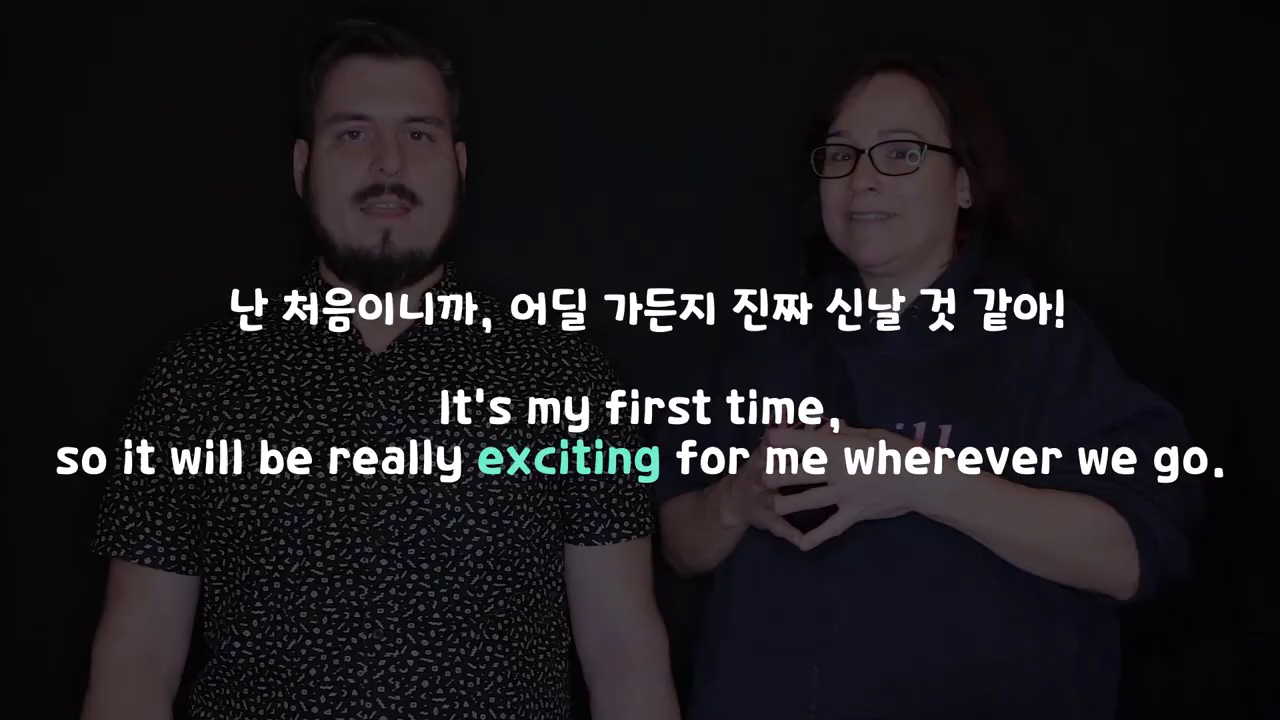 난 처음이니까, 어딜 가든지 진짜 신날 것 같아!
It's my first time,
so it will be really exciting for me wherever we go.